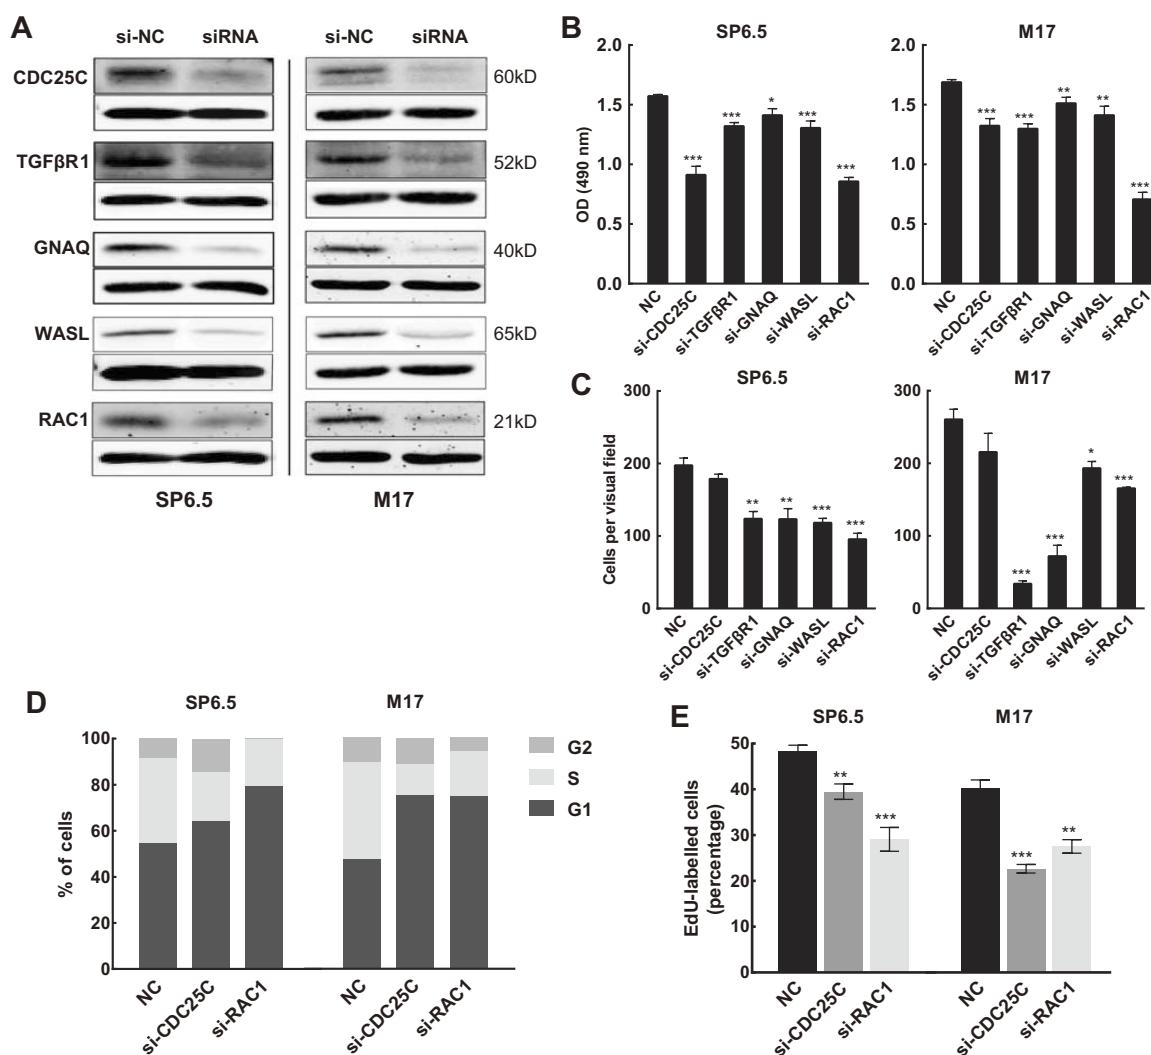 A
si-NC siRNA si-NC siRNA
CDC25C 60kD
TGFβR1 52kD
GNAQ 40kD
WASL 65kD
RAC1 21kD
SP6.5 M17
B
SP6.5 M17
OD (490 nm)
2.0
1.5
1.0
0.5
0.0
*** *** * *** ***
NC si-CDC25C si-TGFβR1 si-GNAQ si-WASL si-RAC1
2.0
1.5
1.0
0.5
0.0
*** *** ** ** ***
NC si-CDC25C si-TGFβR1 si-GNAQ si-WASL si-RAC1
C
SP6.5 M17
Cells per visual field
300
200
100
0
** ** *** ***
NC si-CDC25C si-TGFβR1 si-GNAQ si-WASL si-RAC1
300
200
100
0
*** *** * ***
NC si-CDC25C si-TGFβR1 si-GNAQ si-WASL si-RAC1
D
SP6.5 M17
% of cells
100
80
60
40
20
0
G2
S
G1
NC si-CDC25C si-RAC1 NC si-CDC25C si-RAC1
E
SP6.5 M17
EdU-labelled cells
(percentage)
50
40
30
20
10
0
** *** *** **
NC si-CDC25C si-RAC1 NC si-CDC25C si-RAC1